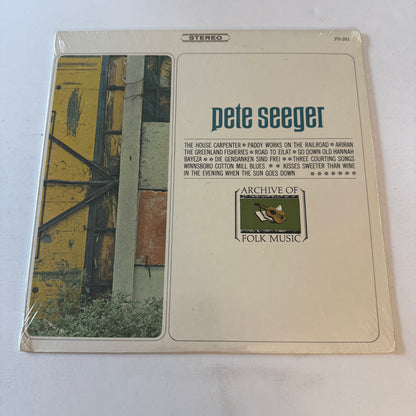 STEREO
FS-201
pete seeger
THE HOUSE CARPENTER * PADDY WORKS ON THE RAILROAD * ARIRAN
THE GREENLAND FISHERIES * ROAD TO EILAT * GO DOWN OLD HANNAH
BAYEZA * * DIE GENDANKEN SIND FREI * * THREE COURTING SONGS
WINNSBORO COTTON MILL BLUES * * KISSES SWEETER THAN WINE
IN THE EVENING WHEN THE SUN GOES DOWN * * * * * * *
ARCHIVE OF
FOLK MUSIC